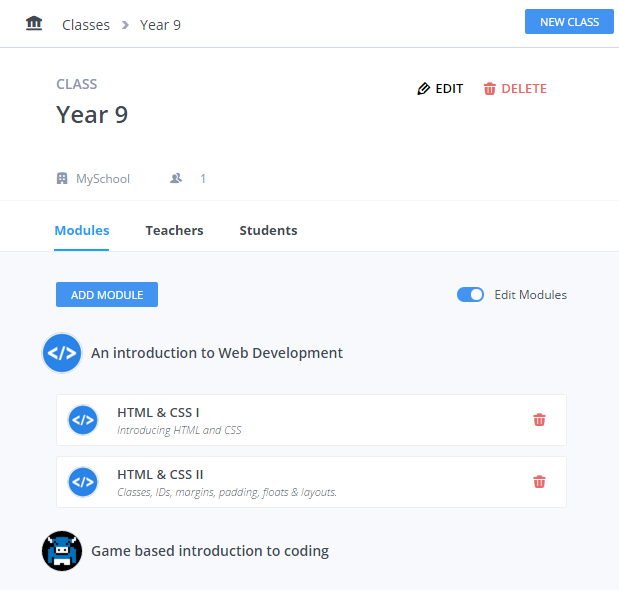 Classes > Year 9
NEW CLASS
CLASS
EDIT
DELETE
Year 9
MySchool
1
Modules
Teachers
Students
ADD MODULE
Edit Modules
</> An introduction to Web Development
</> HTML & CSS I
Introducing HTML and CSS
</> HTML & CSS II
Classes, IDs, margins, padding, floats & layouts.
Game based introduction to coding